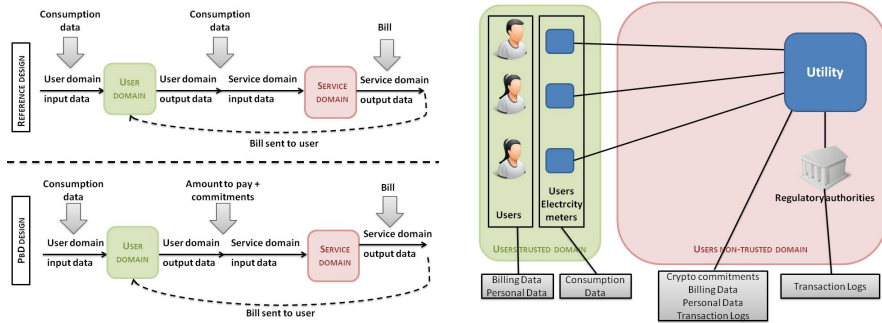 Consumption
data
Consumption
data
Bill
REFERENCE DESIGN
User domain
input data
USER
DOMAIN
User domain
output data
Service domain
input data
SERVICE
DOMAIN
Service domain
output data
Bill sent to user
Consumption
data
Amount to pay +
commitments
Bill
PBD DESIGN
User domain
input data
USER
DOMAIN
User domain
output data
Service domain
input data
SERVICE
DOMAIN
Service domain
output data
Bill sent to user
Utility
Users
Users
Electrcity
meters
Regulatory authorities
USERS TRUSTED DOMAIN
USERS NON-TRUSTED DOMAIN
Billing Data
Personal Data
Consumption
Data
Crypto commitments
Billing Data
Personal Data
Transaction Logs
Transaction Logs